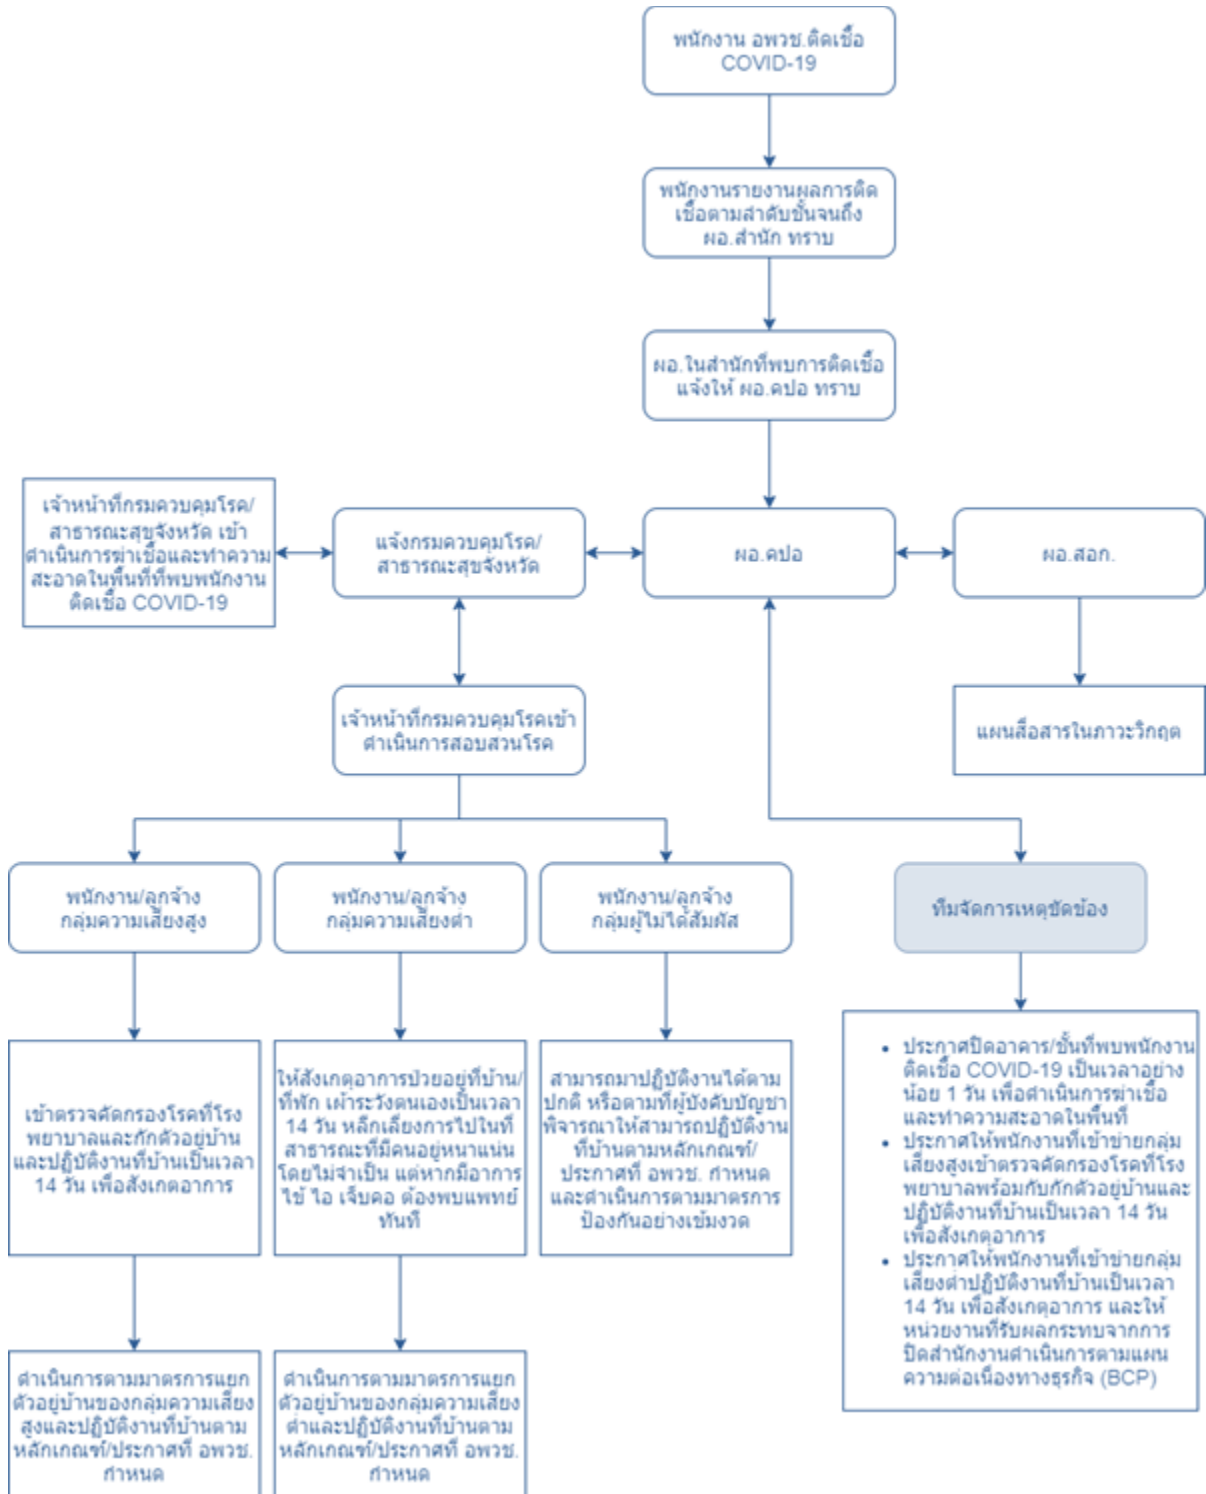 พนักงาน อพวช.ติดเชื้อ
COVID-19
พนักงานรายงานผลการติด
เชื้อตามลำดับชั้นจนถึง
ผอ.สำนัก ทราบ
ผอ.ในสำนักที่พบการติดเชื้อ
แจ้งให้ ผอ.คปอ ทราบ
เจ้าหน้าที่กรมควบคุมโรค/
สาธารณะสุขจังหวัด เข้า
ดำเนินการฆ่าเชื้อและทำความ
สะอาดในพื้นที่ที่พบพนักงาน
ติดเชื้อ COVID-19
แจ้งกรมควบคุมโรค/
สาธารณะสุขจังหวัด
ผอ.คปอ
ผอ.สอก.
เจ้าหน้าที่กรมควบคุมโรคเข้า
ดำเนินการสอบสวนโรค
แผนสื่อสารในภาวะวิกฤต
พนักงาน/ลูกจ้าง
กลุ่มความเสี่ยงสูง
พนักงาน/ลูกจ้าง
กลุ่มความเสี่ยงต่ำ
พนักงาน/ลูกจ้าง
กลุ่มผู้ไม่ได้สัมผัส
ทีมจัดการเหตุขัดข้อง
เข้าตรวจคัดกรองโรคที่โรง
พยาบาลและกักตัวอยู่บ้าน
และปฏิบัติงานที่บ้านเป็นเวลา
14 วัน เพื่อสังเกตอาการ
ให้สังเกตอาการป่วยอยู่ที่บ้าน/
ที่พัก เฝ้าระวังตนเองเป็นเวลา
14 วัน หลีกเลี่ยงการไปในที่
สาธารณะที่มีคนอยู่หนาแน่น
โดยไม่จำเป็น แต่หากมีอาการ
ไข้ ไอ เจ็บคอ ต้องพบแพทย์
ทันที
สามารถมาปฏิบัติงานได้ตาม
ปกติ หรือตามที่ผู้บังคับบัญชา
พิจารณาให้สามารถปฏิบัติงาน
ที่บ้านตามหลักเกณฑ์/
ประกาศที่ อพวช. กำหนด
และดำเนินการตามมาตรการ
ป้องกันอย่างเข้มงวด
• ประกาศปิดอาคาร/ชั้นที่พบพนักงาน
ติดเชื้อ COVID-19 เป็นเวลาอย่าง
น้อย 1 วัน เพื่อดำเนินการฆ่าเชื้อ
และทำความสะอาดในพื้นที่
• ประกาศให้พนักงานที่เข้าข่ายกลุ่ม
เสี่ยงสูงเข้าตรวจคัดกรองโรคที่โรง
พยาบาลพร้อมกับกักตัวอยู่บ้านและ
ปฏิบัติงานที่บ้านเป็นเวลา 14 วัน
เพื่อสังเกตอาการ
• ประกาศให้พนักงานที่เข้าข่ายกลุ่ม
เสี่ยงต่ำปฏิบัติงานที่บ้านเป็นเวลา
14 วัน เพื่อสังเกตอาการ และให้
หน่วยงานที่รับผลกระทบจากการ
ปิดสำนักงานดำเนินการตามแผน
ความต่อเนื่องทางธุรกิจ (BCP)
ดำเนินการตามมาตรการแยก
ตัวอยู่บ้านของกลุ่มความเสี่ยง
สูงและปฏิบัติงานที่บ้านตาม
หลักเกณฑ์/ประกาศที่ อพวช.
กำหนด
ดำเนินการตามมาตรการแยก
ตัวอยู่บ้านของกลุ่มความเสี่ยง
ต่ำและปฏิบัติงานที่บ้านตาม
หลักเกณฑ์/ประกาศที่ อพวช.
กำหนด